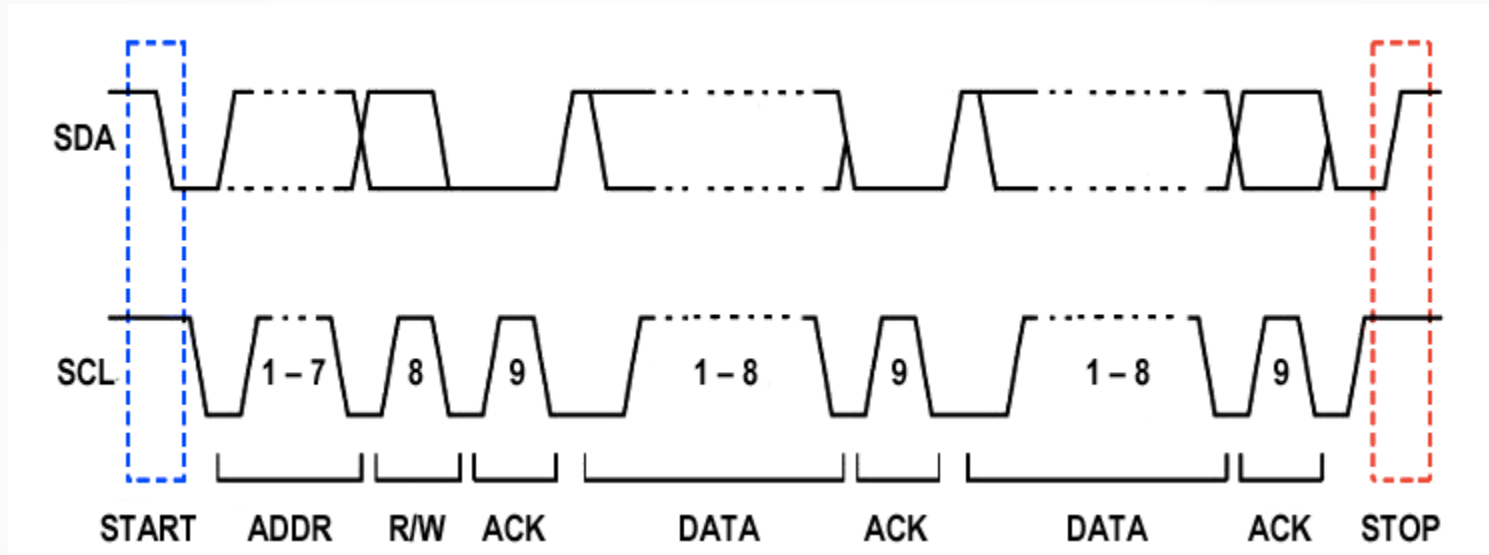 SDA
SCL
1 – 7 8 9 1 – 8 9 1 – 8 9
START ADDR R/W ACK DATA ACK DATA ACK STOP